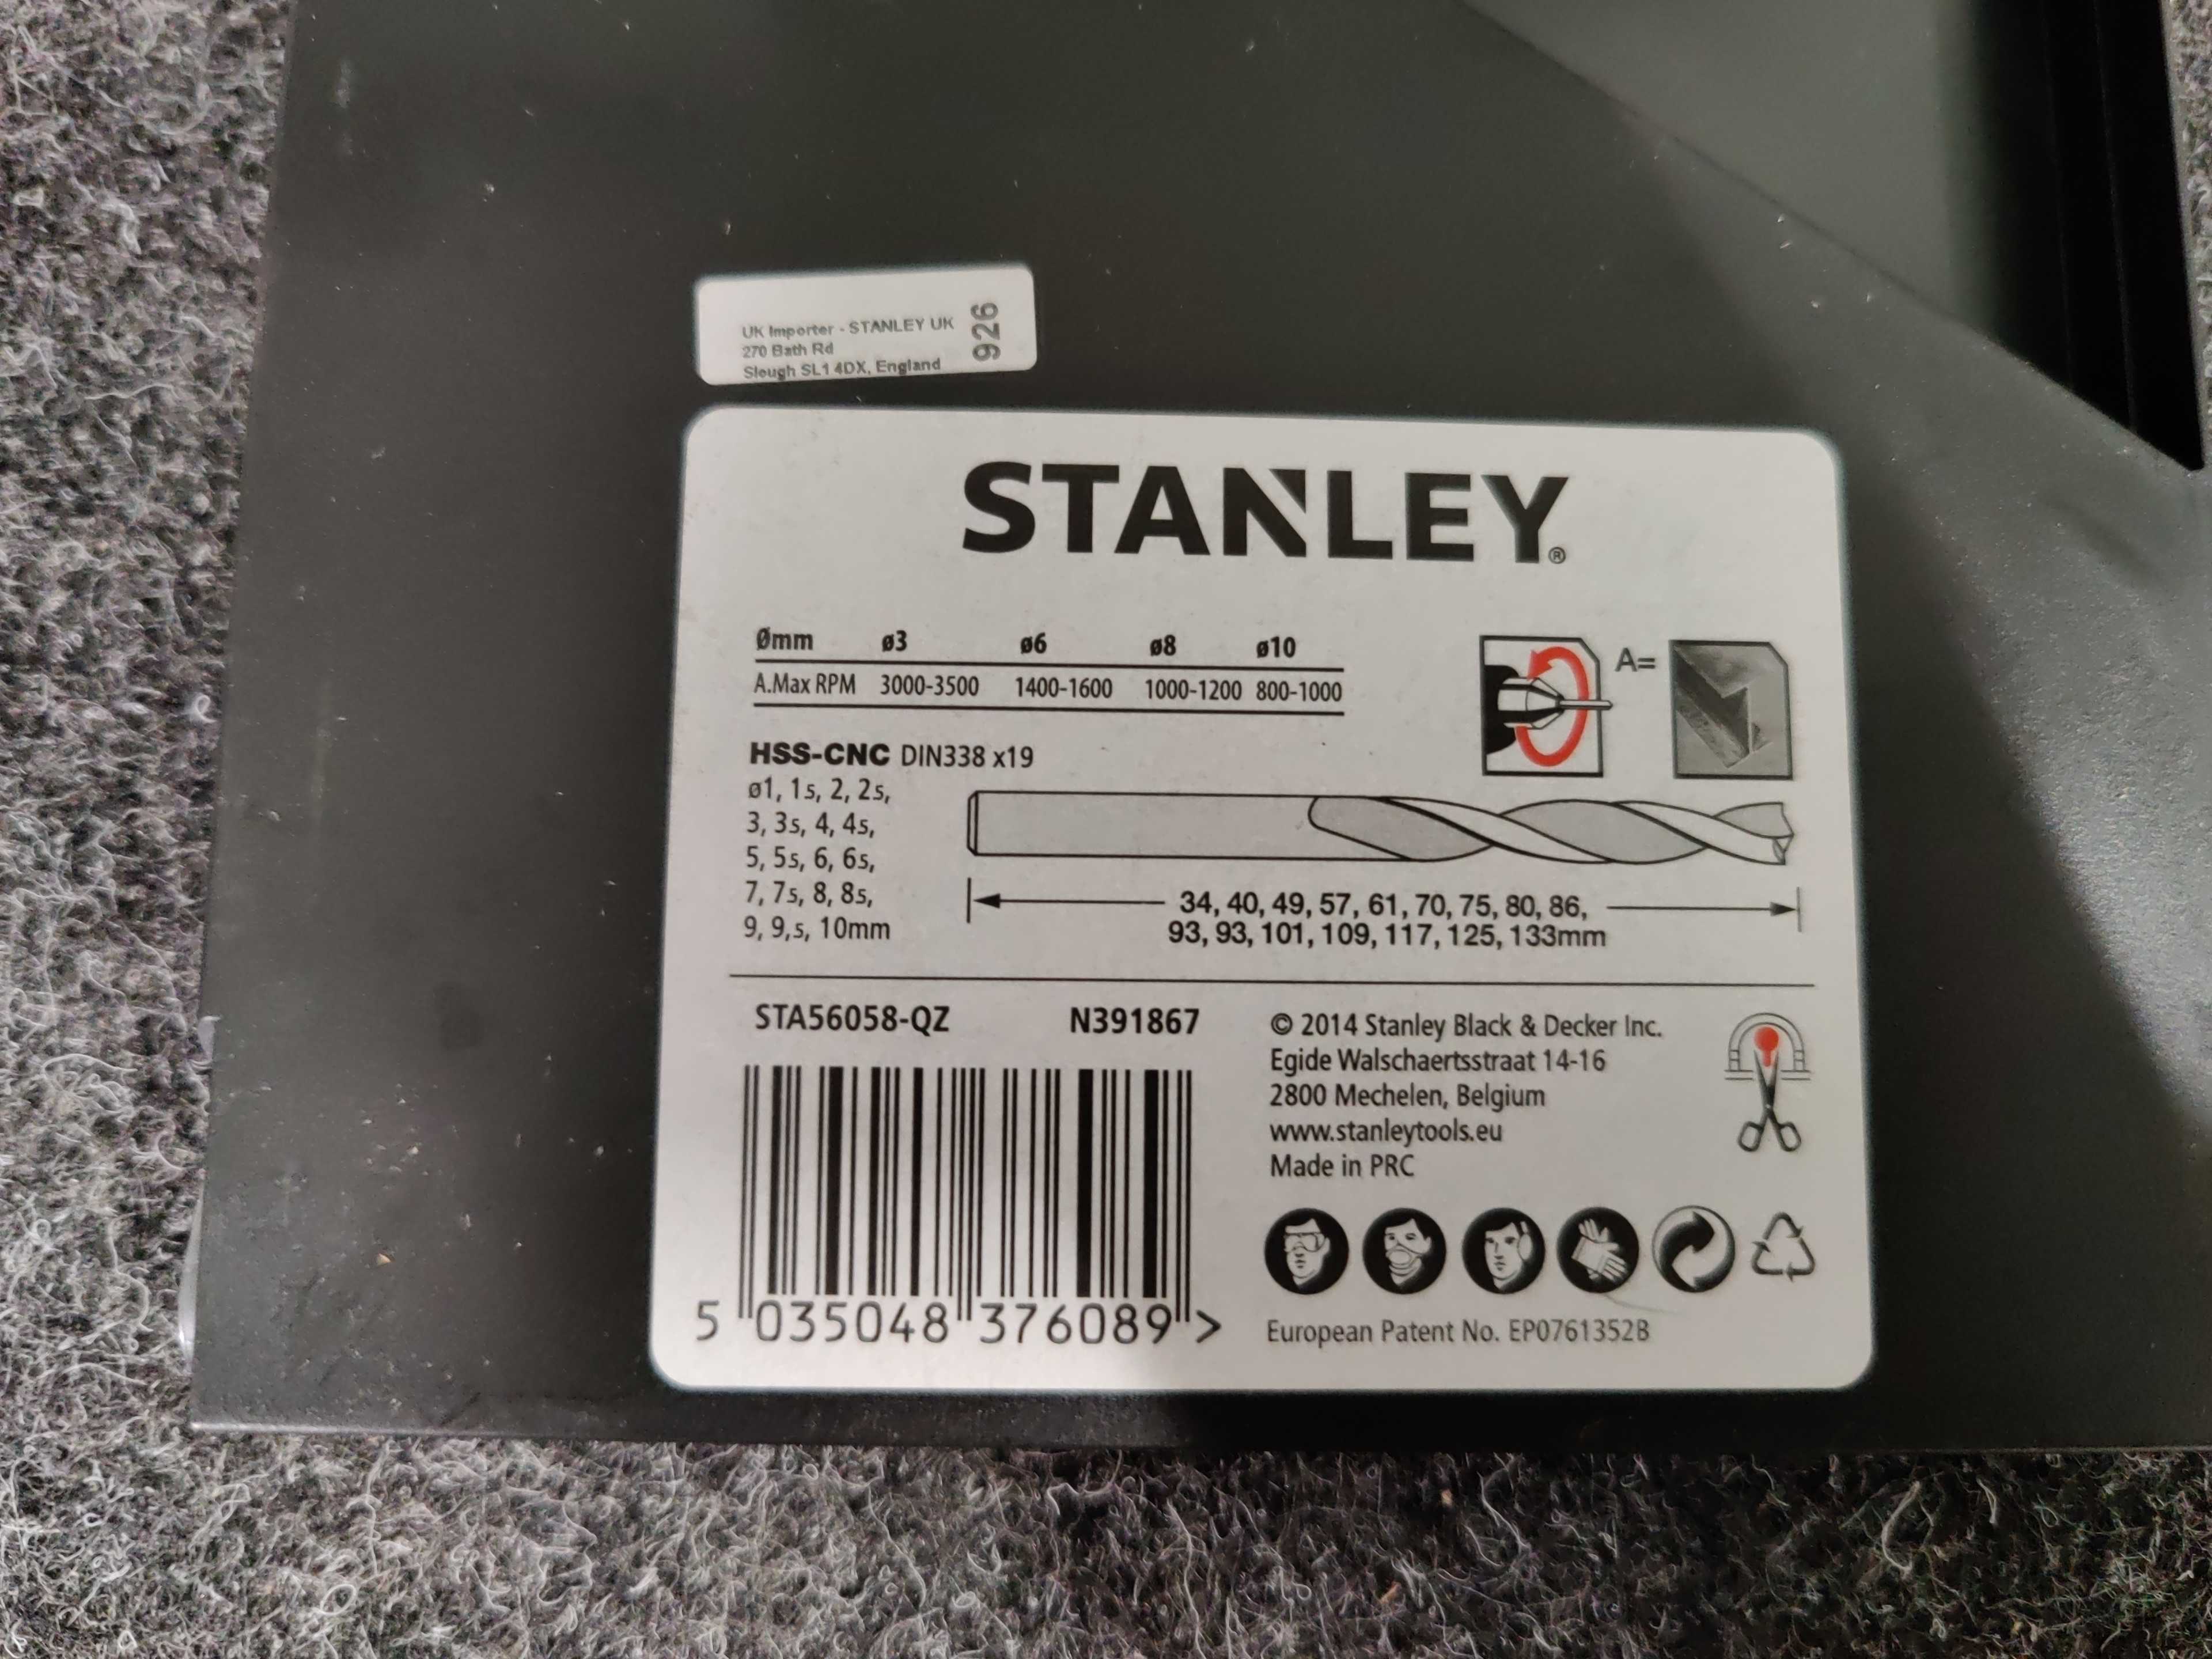 UK Importer - STANLEY UK
270 Bath Rd
Slough SL1 4DX, England
926
STANLEY®
Ømm ø3 ø6 ø8 ø10
A.Max RPM 3000-3500 1400-1600 1000-1200 800-1000
A=
HSS-CNC DIN338 x19
ø1, 1s, 2, 2s,
3, 3s, 4, 4s,
5, 5s, 6, 6s,
7, 7s, 8, 8s,
9, 9,s, 10mm
34, 40, 49, 57, 61, 70, 75, 80, 86,
93, 93, 101, 109, 117, 125, 133mm
STA56058-QZ N391867
5 035048 376089 >
© 2014 Stanley Black & Decker Inc.
Egide Walschaertsstraat 14-16
2800 Mechelen, Belgium
www.stanleytools.eu
Made in PRC
European Patent No. EP0761352B